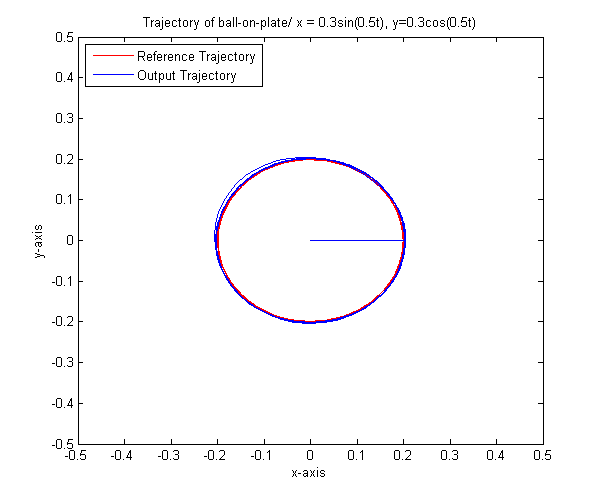 Trajectory of ball-on-plate/ x = 0.3sin(0.5t), y=0.3cos(0.5t)
0.5
Reference Trajectory
Output Trajectory
0.4
0.3
0.2
0.1
y-axis
0
-0.1
-0.2
-0.3
-0.4
-0.5
-0.5 -0.4 -0.3 -0.2 -0.1 0 0.1 0.2 0.3 0.4 0.5
x-axis